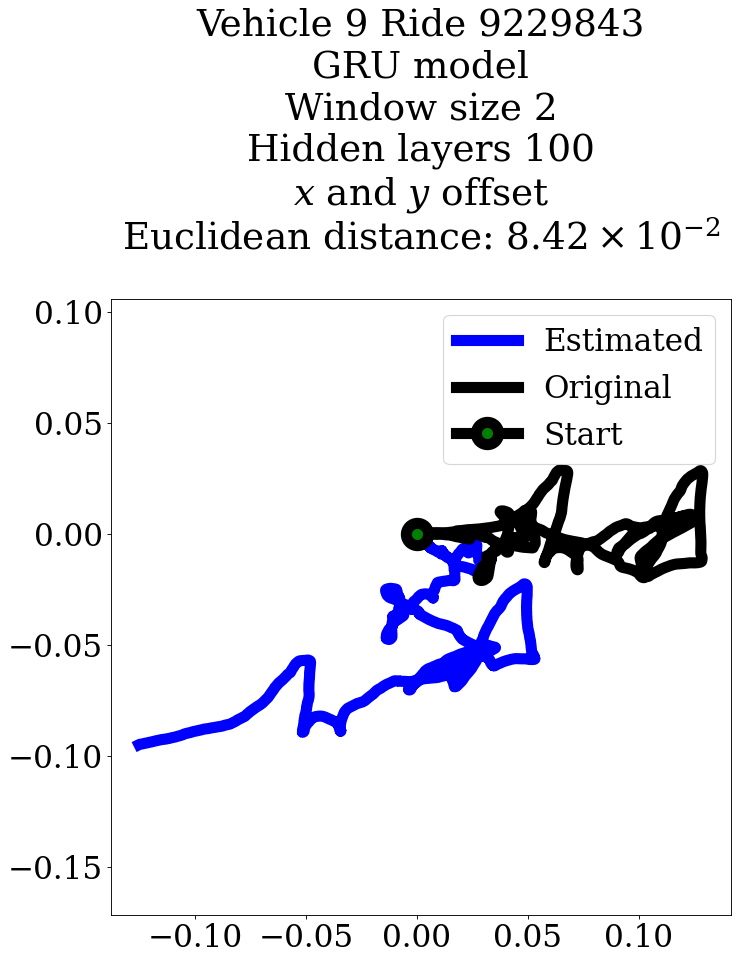 Vehicle 9 Ride 9229843
GRU model
Window size 2
Hidden layers 100
x and y offset
Euclidean distance: 8.42 × 10⁻²
Estimated
Original
Start
0.10
0.05
0.00
−0.05
−0.10
−0.15
−0.10 −0.05 0.00 0.05 0.10